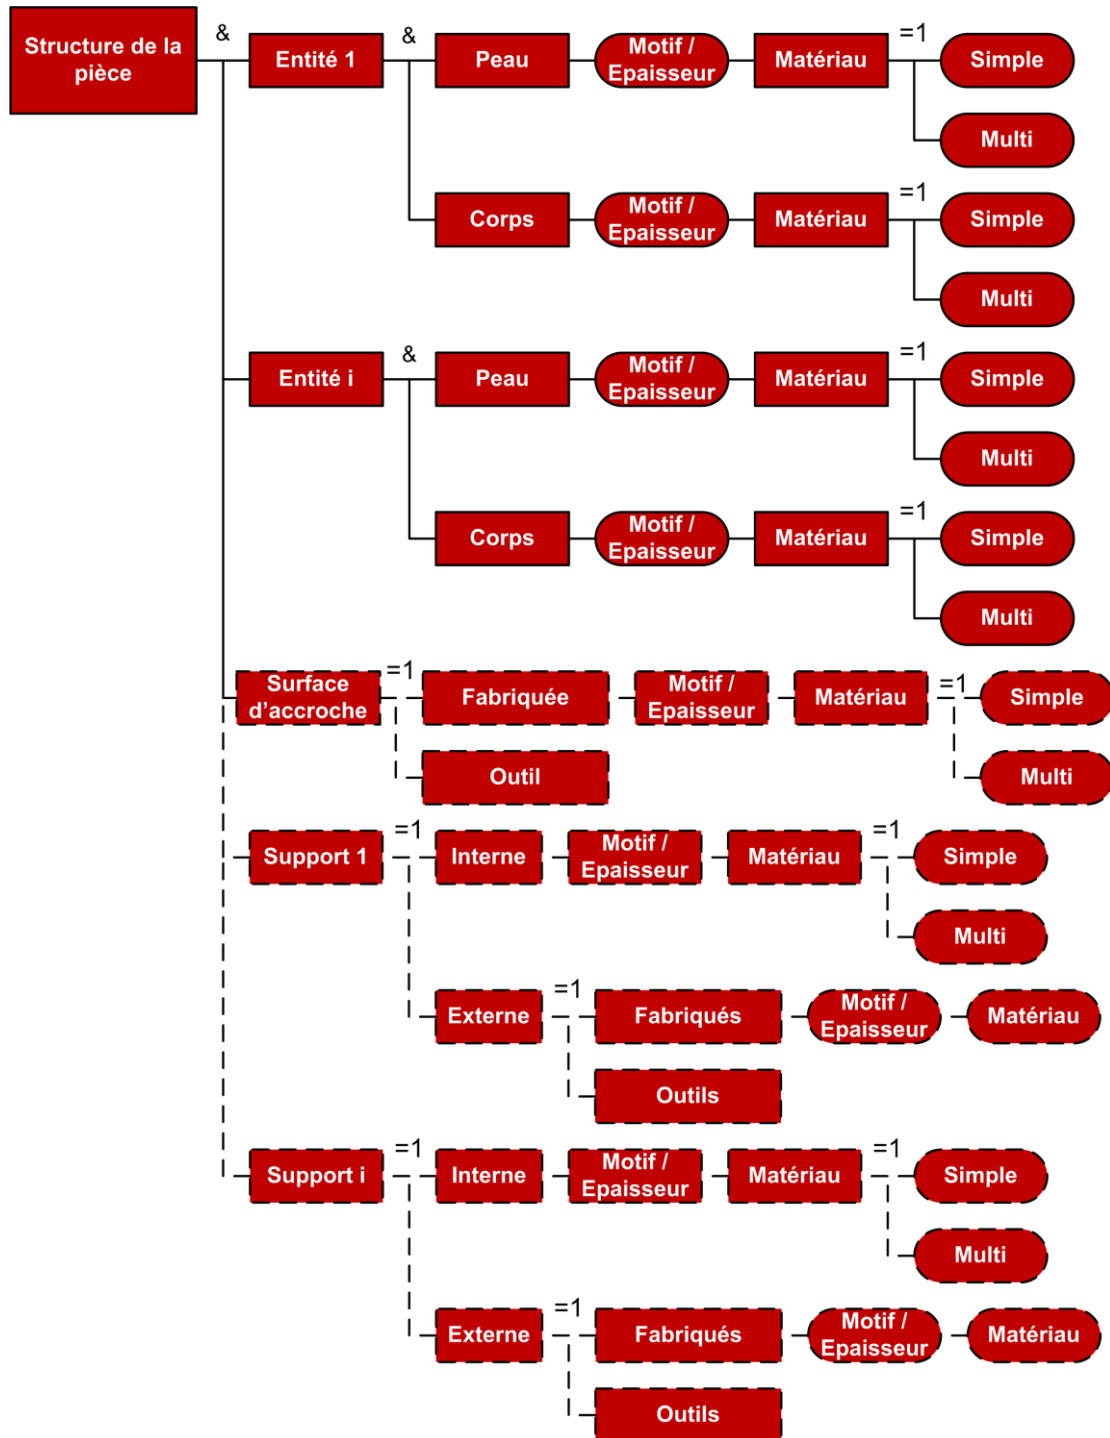 Structure de la
pièce
&
Entité 1
&
Peau
Motif /
Epaisseur
Matériau
=1
Simple
Multi
Corps
Motif /
Epaisseur
Matériau
=1
Simple
Multi
Entité i
&
Peau
Motif /
Epaisseur
Matériau
=1
Simple
Multi
Corps
Motif /
Epaisseur
Matériau
=1
Simple
Multi
Surface
d'accroche
=1
Fabriquée
Motif /
Epaisseur
Matériau
=1
Simple
Multi
Outil
Support 1
=1
Interne
Motif /
Epaisseur
Matériau
=1
Simple
Multi
Externe
=1
Fabriqués
Motif /
Epaisseur
Matériau
Outils
Support i
=1
Interne
Motif /
Epaisseur
Matériau
=1
Simple
Multi
Externe
=1
Fabriqués
Motif /
Epaisseur
Matériau
Outils